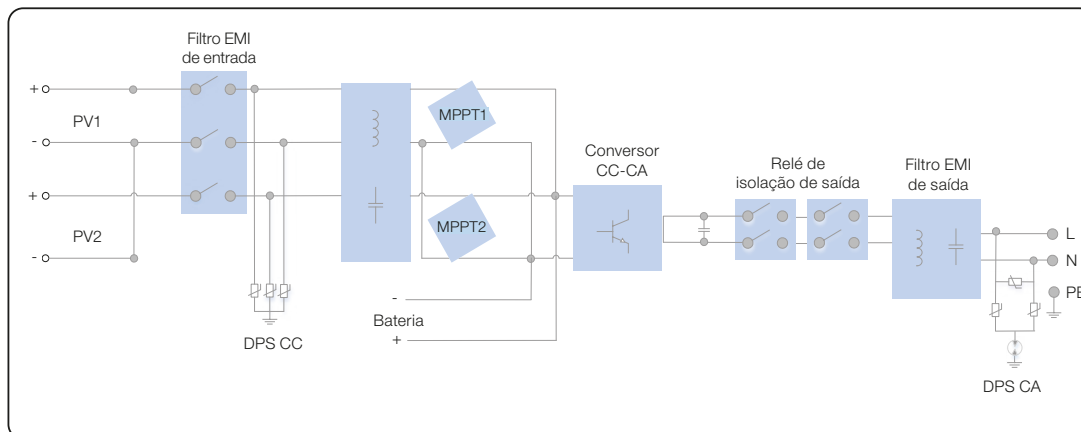 Filtro EMI
de entrada
+
PV1
-
+
PV2
-
DPS CC
MPPT1
MPPT2
-
Bateria
+
Conversor
CC-CA
Relé de
isolação de saída
Filtro EMI
de saída
L
N
PE
DPS CA